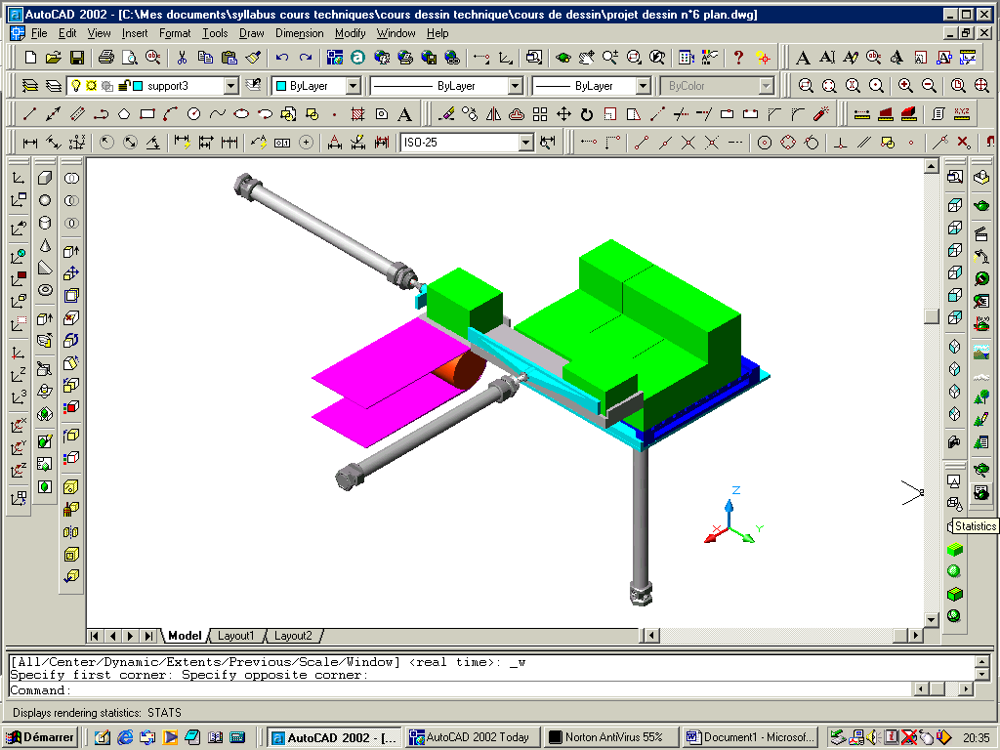 AutoCAD 2002 - [C:\Mes documents\syllabus cours techniques\cours dessin technique\cours de dessin\projet dessin n*6 plan.dwg]
File Edit View Insert Format Tools Draw Dimension Modify Window Help
support3 ByLayer ByLayer ByLayer ByColor
ISO-25
Z
X
Y
Statistics
Model Layout1 Layout2
[All/Center/Dynamic/Extents/Previous/Scale/Window] <real time>: _w
Specify first corner: Specify opposite corner:
Command:
Displays rendering statistics: STATS
Démarrer AutoCAD 2002 - [... AutoCAD 2002 Today Norton AntiVirus 55% Document1 - Microsof... 20:35